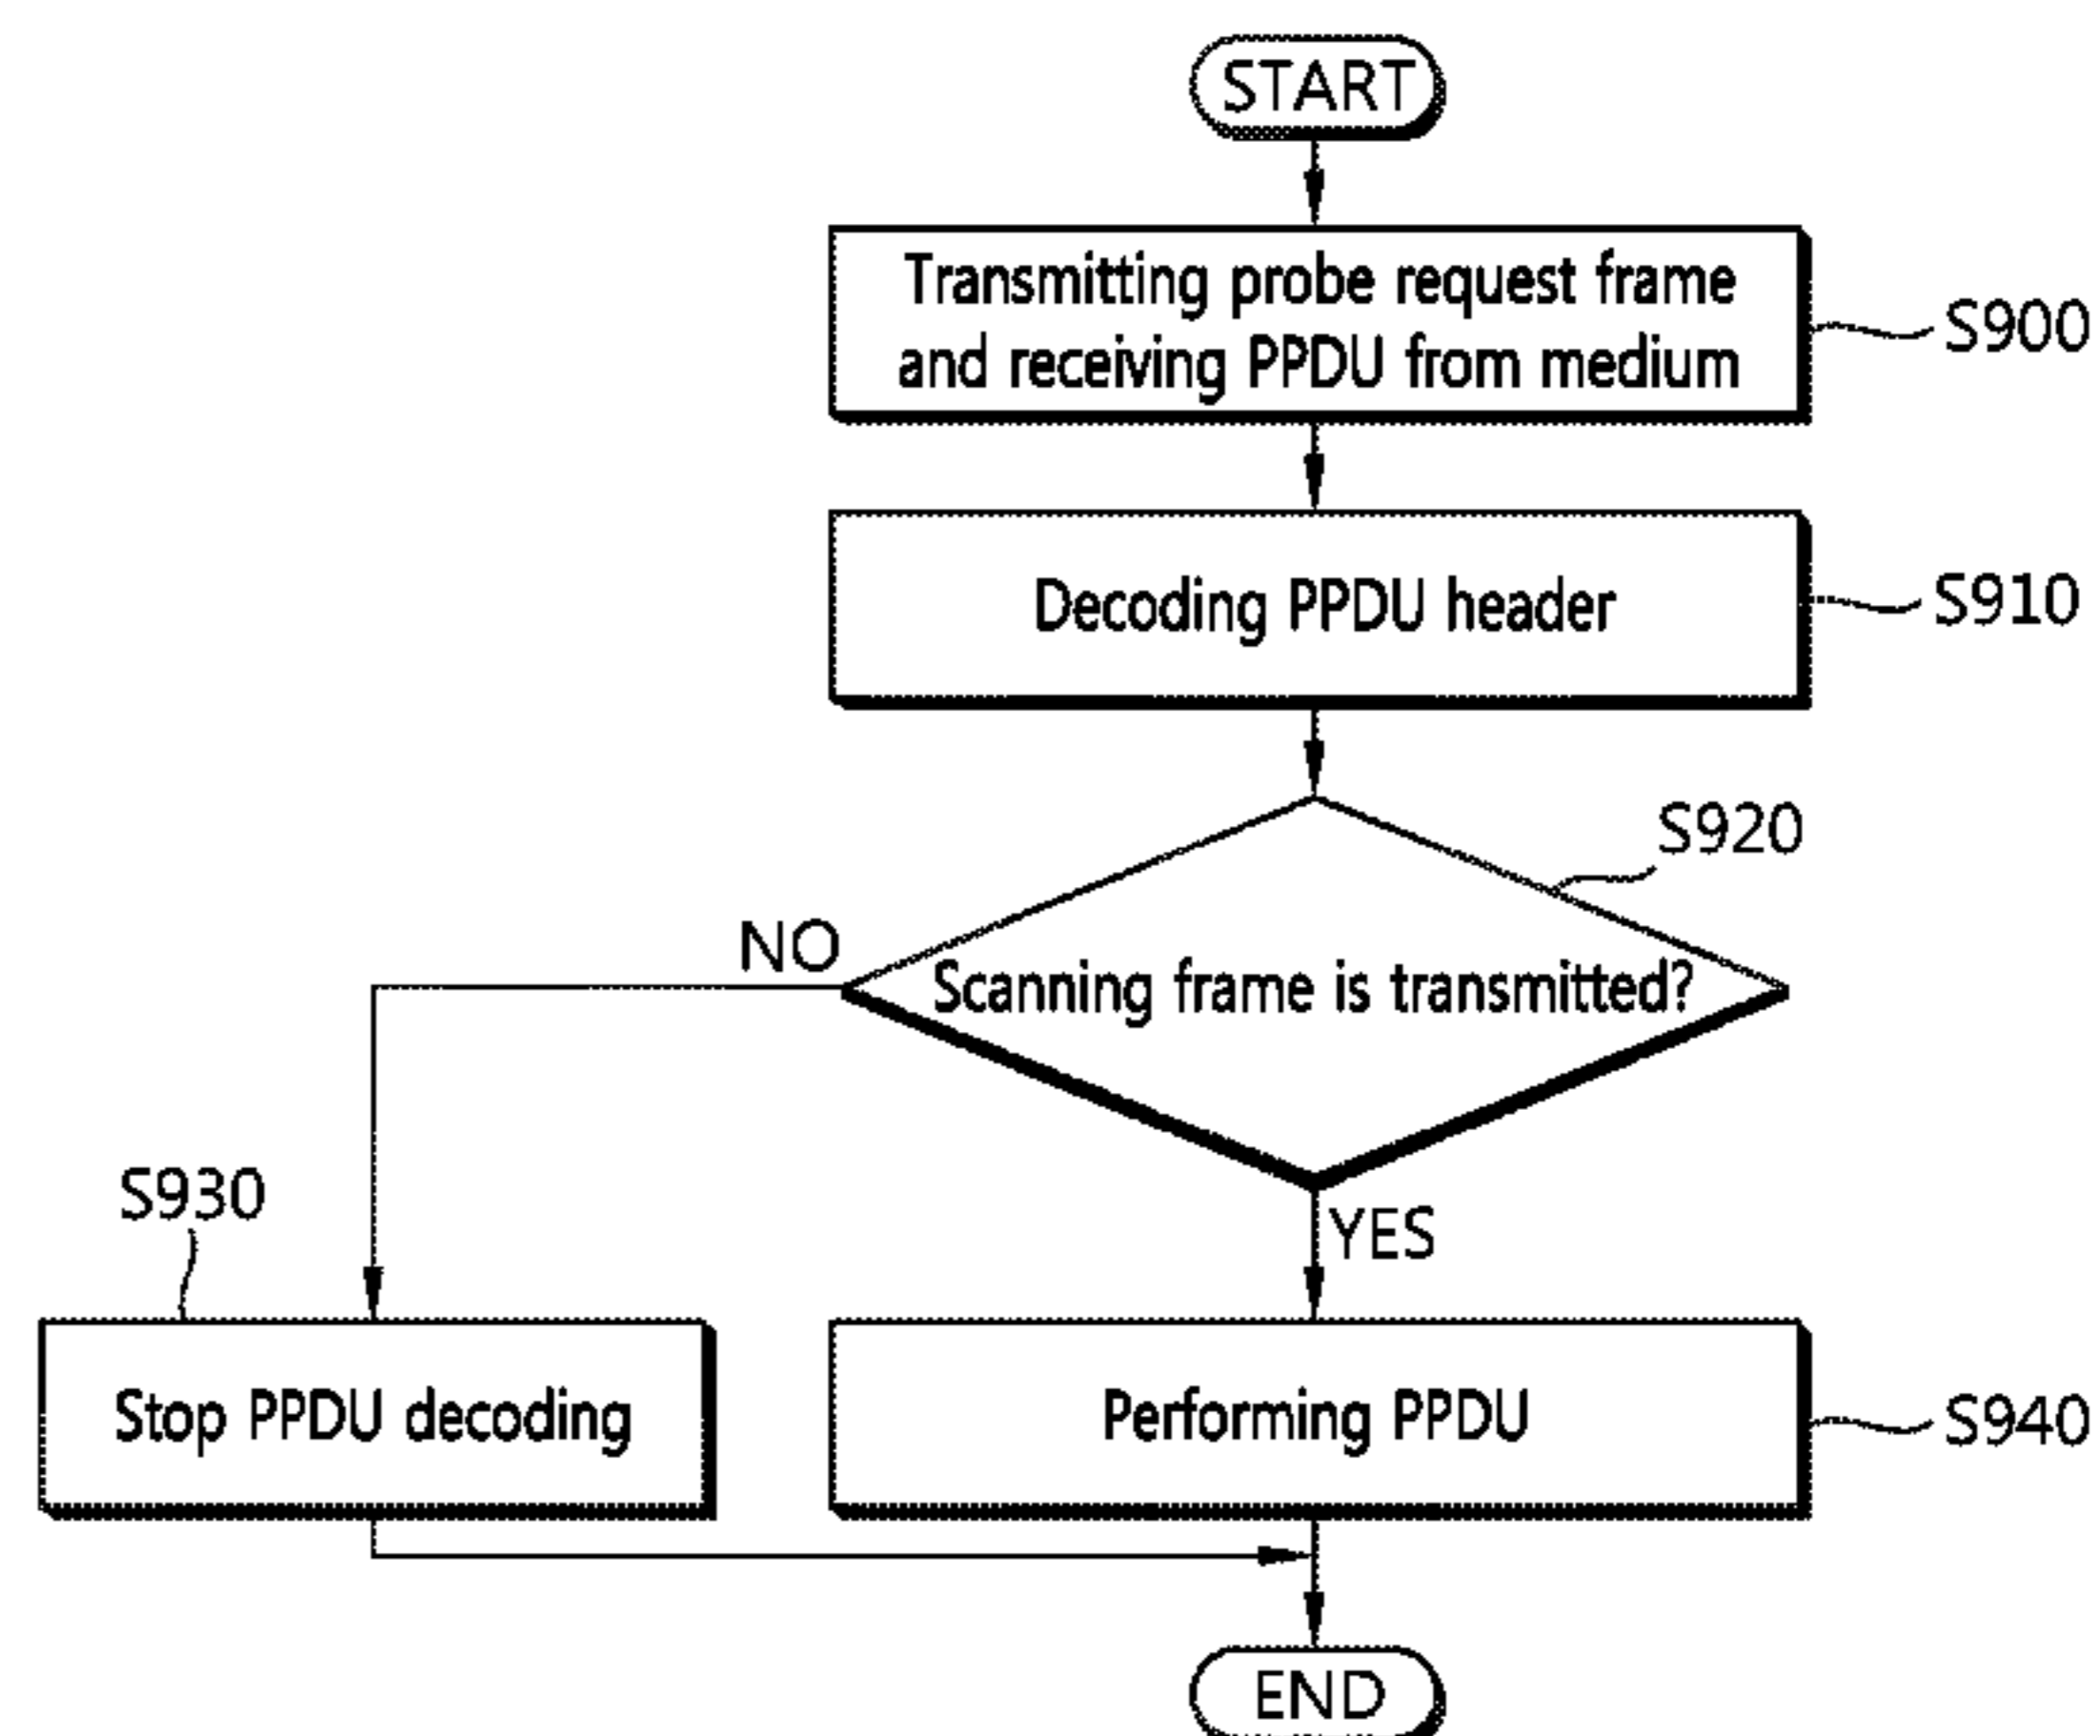 START
Transmitting probe request frame
and receiving PPDU from medium
S900
Decoding PPDU header
S910
S920
NO
Scanning frame is transmitted?
S930
YES
Stop PPDU decoding
Performing PPDU
S940
END